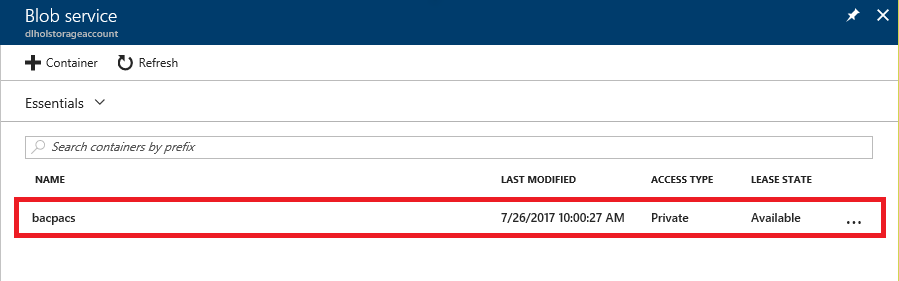 Blob service
dlholstorageaccount
Container Refresh
Essentials
Search containers by prefix
NAME LAST MODIFIED ACCESS TYPE LEASE STATE
bacpacs 7/26/2017 10:00:27 AM Private Available ...